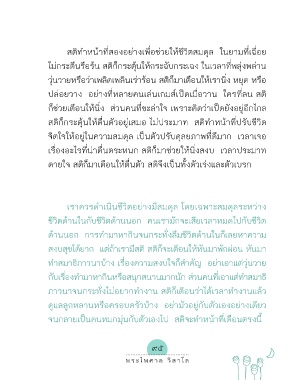 สติทำหน้าที่สองอย่างเพื่อช่วยให้ชีวิตสมดุล ในยามที่เฉื่อย
ไม่กระตือรือร้น สติก็กระตุ้นให้กระฉับกระเฉง ในเวลาที่พลุ่งพล่าน
วุ่นวายหรือว่าเพลิดเพลินเร่าร้อน สติก็มาเตือนให้เรานิ่ง หยุด หรือ
ปล่อยวาง อย่างที่หลายคนเล่นเกมส์เป็นเมื่อวาน ใครที่ลน สติ
ก็ช่วยเตือนให้นิ่ง ส่วนคนที่ชะล่าใจ เพราะคิดว่าเป็นยังอยู่อีกไกล
สติก็กระตุ้นให้ตื่นตัวอยู่เสมอ ไม่ประมาท สติทำหน้าที่ปรับชีวิต
จิตใจให้อยู่ในความสมดุล เป็นตัวปรับดุลยภาพที่ดีมาก เวลาเจอ
เรื่องอะไรที่น่าตื่นตระหนก สติก็มาช่วยให้นิ่งสงบ เวลาประมาท
ตายใจ สติก็มาเตือนให้ตื่นตัว สติจึงเป็นทั้งตัวเร่งและตัวเบรก
เราควรดำเนินชีวิตอย่างมีสมดุล โดยเฉพาะสมดุลระหว่าง
ชีวิตด้านในกับชีวิตด้านนอก คนเรามักจะเสียเวลาหมดไปกับชีวิต
ด้านนอก การทำมาหากินจนกระทั่งลืมชีวิตด้านในก็เลยหาความ
สงบสุขได้ยาก แต่ถ้าเรามีสติ สติก็จะเตือนให้หันมาพักผ่อน หันมา
ทำสมาธิภาวนาบ้าง เรื่องความสงบใจก็สำคัญ อย่าเอาแต่วุ่นวาย
กับเรื่องทำมาหากินหรือสนุกสนานมากนัก ส่วนคนที่เอาแต่ทำสมาธิ
ภาวนาจนกระทั่งไม่อยากทำงาน สติก็เตือนว่าได้เวลาทำงานแล้ว
ดูแลลูกหลานหรือครอบครัวบ้าง อย่ามัวอยู่กับตัวเองอย่างเดียว
จนกลายเป็นคนหมกมุ่นกับตัวเองไป สติจะทำหน้าที่เตือนตรงนี้
๙๕
พระไพศาล วิสาโล